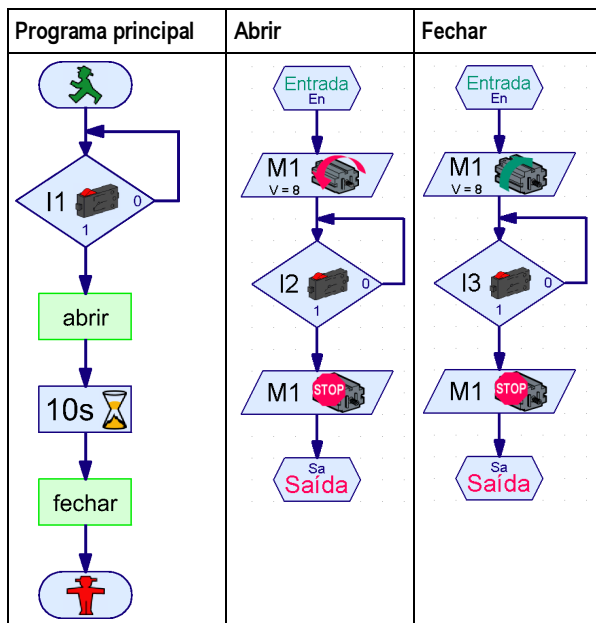 Programa principal
I1
0
1
abrir
10s
fechar
Abrir
Entrada
En
M1
V = 8
I2
0
1
M1
STOP
Sa
Saída
Fechar
Entrada
En
M1
V = 8
I3
0
1
M1
STOP
Sa
Saída